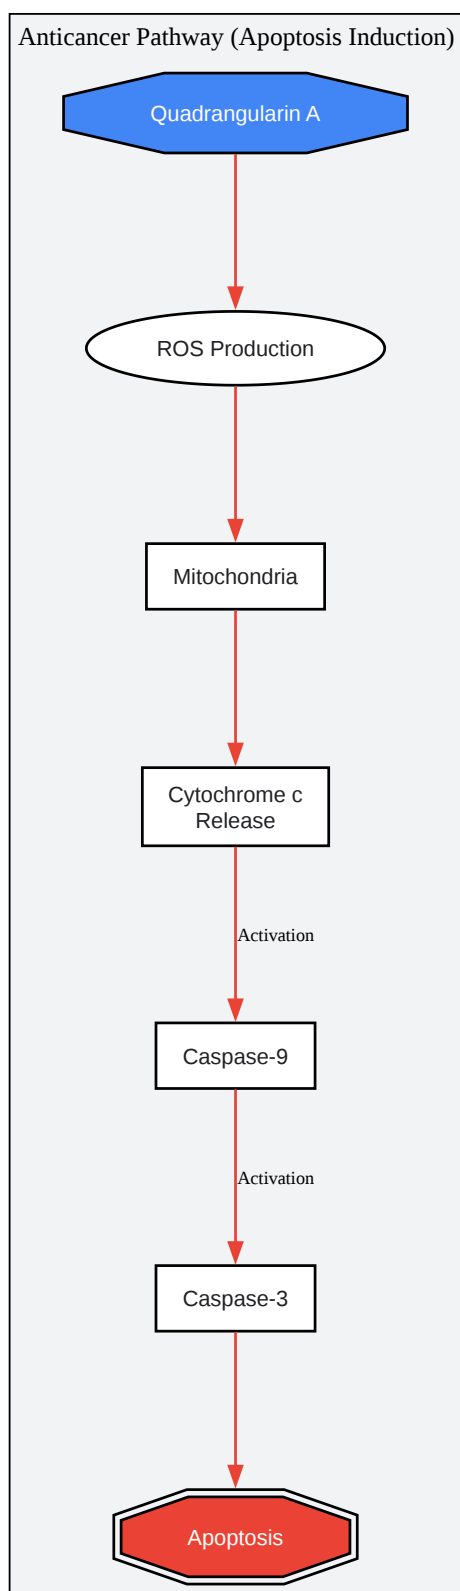 Anticancer Pathway (Apoptosis Induction)
Quadrangularin A
ROS Production
Mitochondria
Cytochrome c
Release
Activation
Caspase-9
Activation
Caspase-3
Apoptosis